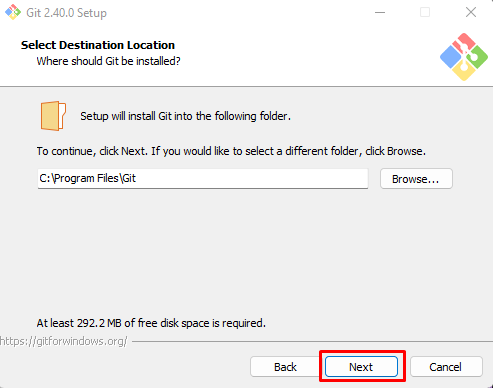 Git 2.40.0 Setup
Select Destination Location
Where should Git be installed?
Setup will install Git into the following folder.
To continue, click Next. If you would like to select a different folder, click Browse.
C:\Program Files\Git
Browse...
At least 292.2 MB of free disk space is required.
https://gitforwindows.org/
Back
Next
Cancel